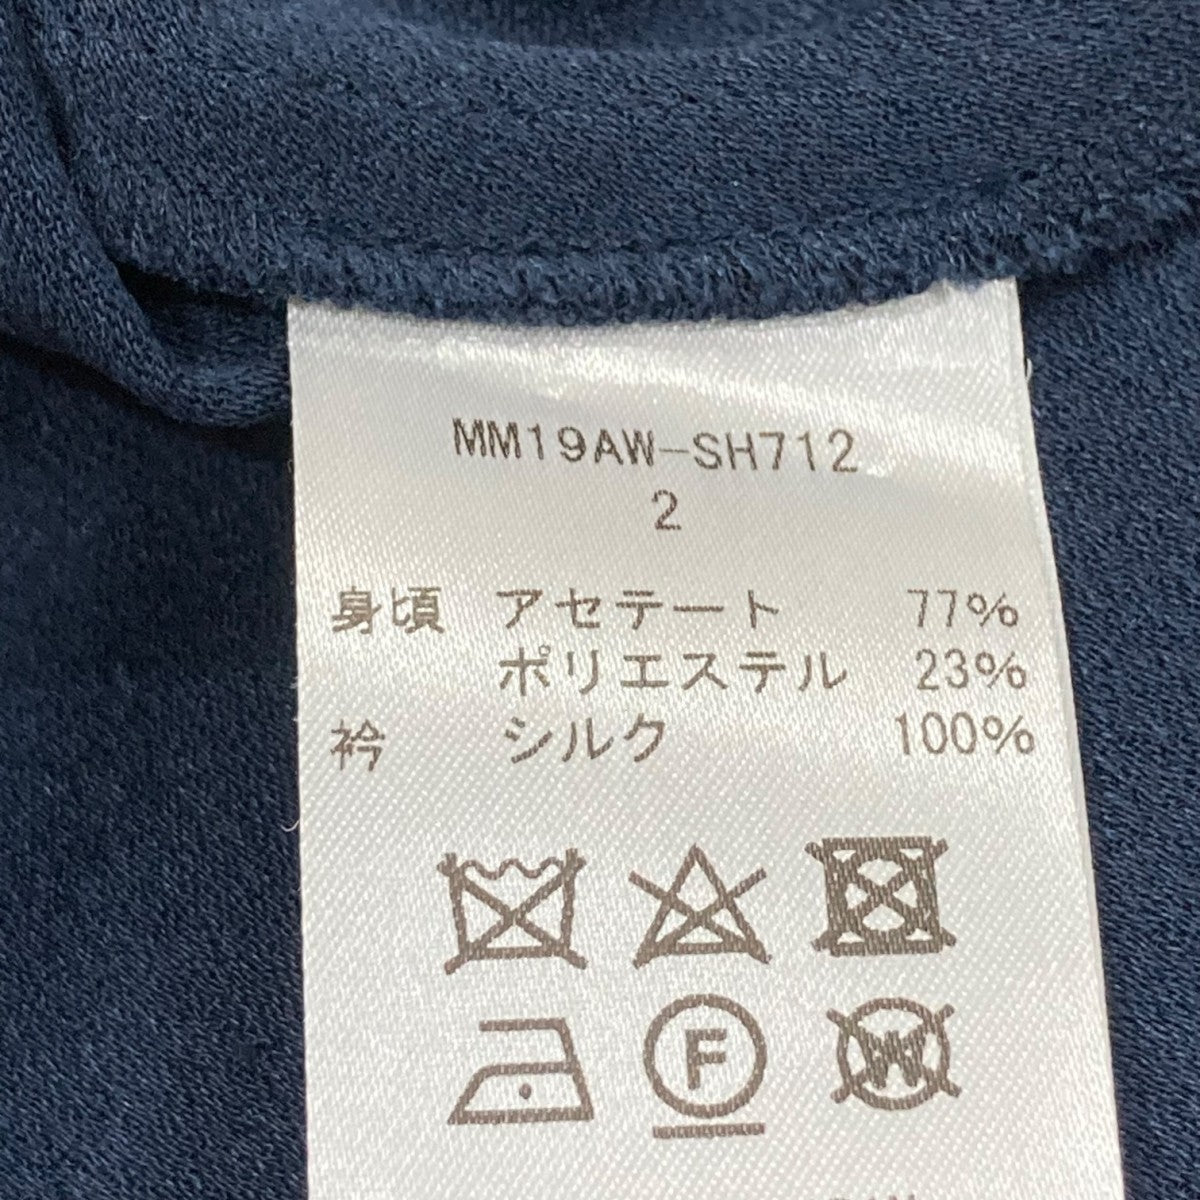 MM19AW-SH712
2
身頃 アセテート 77%
ポリエステル 23%
衿 シルク 100%
F
W